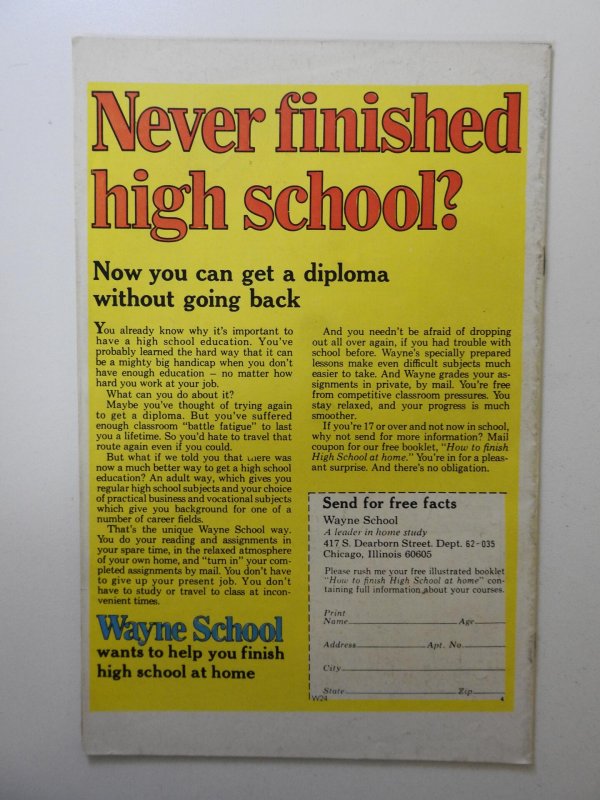 Never finished
high school?
Now you can get a diploma
without going back
You already know why it's important to
have a high school education. You've
probably learned the hard way that it can
be a mighty big handicap when you don't
have enough education – no matter how
hard you work at your job.
What can you do about it?
Maybe you've thought of trying again
to get a diploma. But you've suffered
enough classroom "battle fatigue" to last
you a lifetime. So you'd hate to travel that
route again even if you could.
But what if we told you that there was
now a much better way to get a high school
education? An adult way, which gives you
regular high school subjects and your choice
of practical business and vocational subjects
which give you background for one of a
number of career fields.
That's the unique Wayne School way.
You do your reading and assignments in
your spare time, in the relaxed atmosphere
of your own home, and "turn in" your com-
pleted assignments by mail. You don't have
to give up your present job. You don't
have to study or travel to class at incon-
venient times.
Wayne School
wants to help you finish
high school at home
And you needn't be afraid of dropping
out all over again, if you had trouble with
school before. Wayne's specially prepared
lessons make even difficult subjects much
easier to take. And Wayne grades your as-
signments in private, by mail. You're free
from competitive classroom pressures. You
stay relaxed, and your progress is much
smoother.
If you're 17 or over and not now in school,
why not send for more information? Mail
coupon for our free booklet, "How to finish
High School at home." You're in for a pleas-
ant surprise. And there's no obligation.
Send for free facts
Wayne School
A leader in home study
417 S. Dearborn Street. Dept. 62-035
Chicago, Illinois 60605
Please rush me your free illustrated booklet
"How to finish High School at home" con-
taining full information about your courses.
Print
Name Age
Address Apt. No.
City
State Zip
W24 4